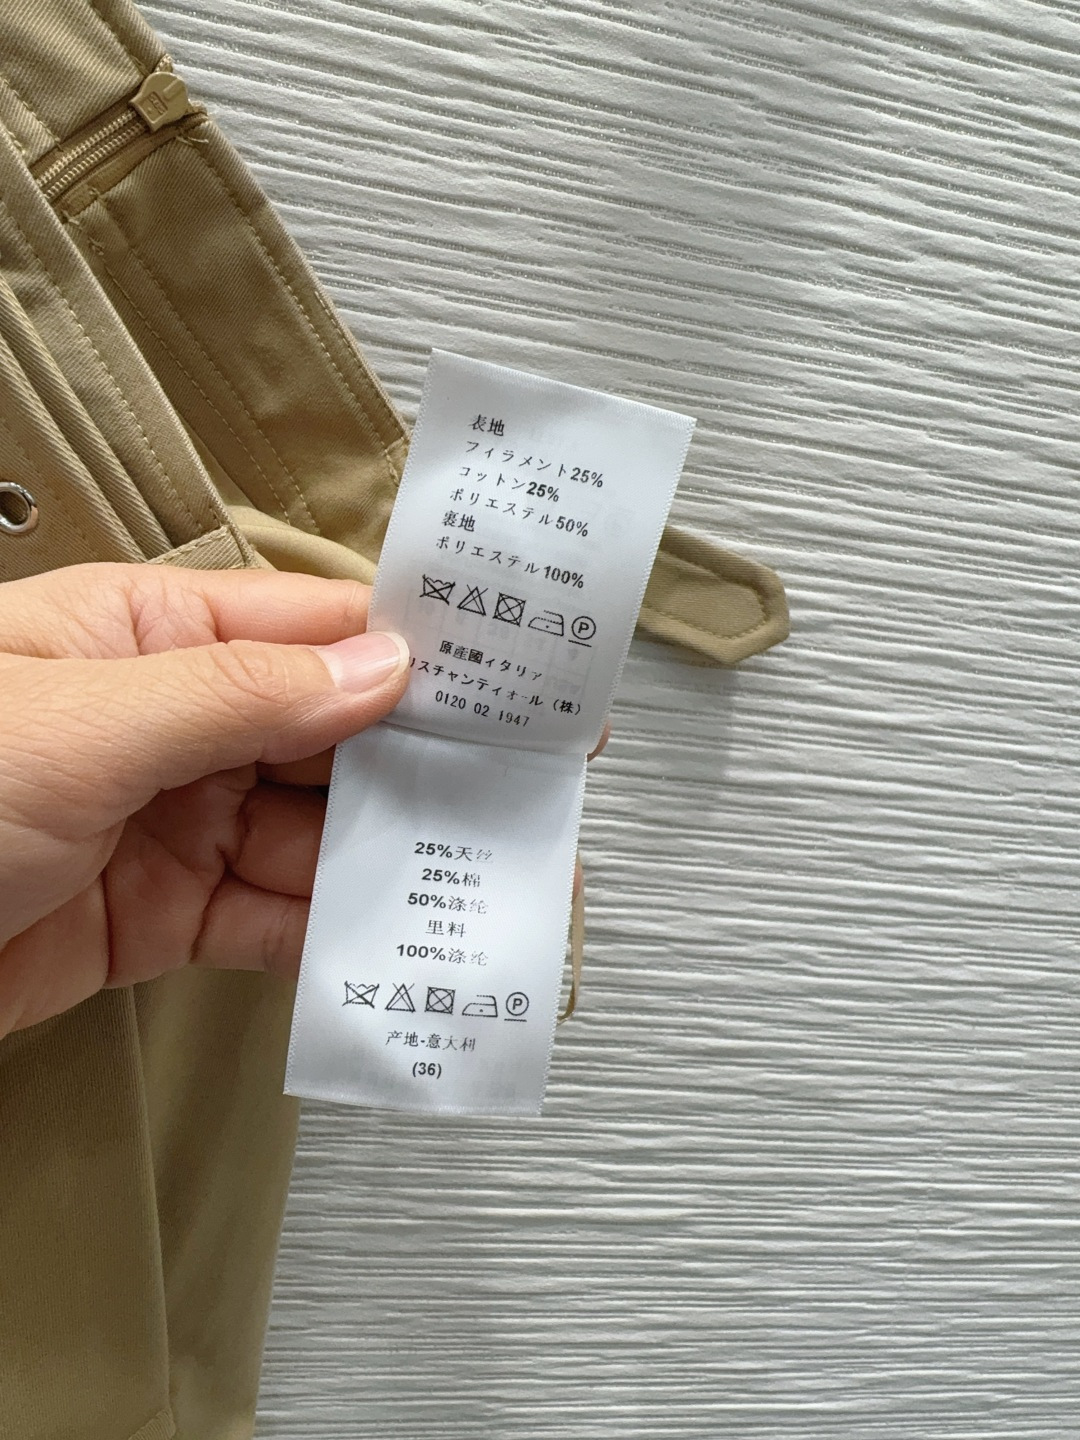 表地
フィラメント25%
コットン25%
ポリエステル50%
裏地
ポリエステル100%
P
原産國イタリア
リスチャンティオール（株）
0120 02 1947
25%天丝
25%棉
50%涤纶
里料
100%涤纶
P
产地-意大利
(36)